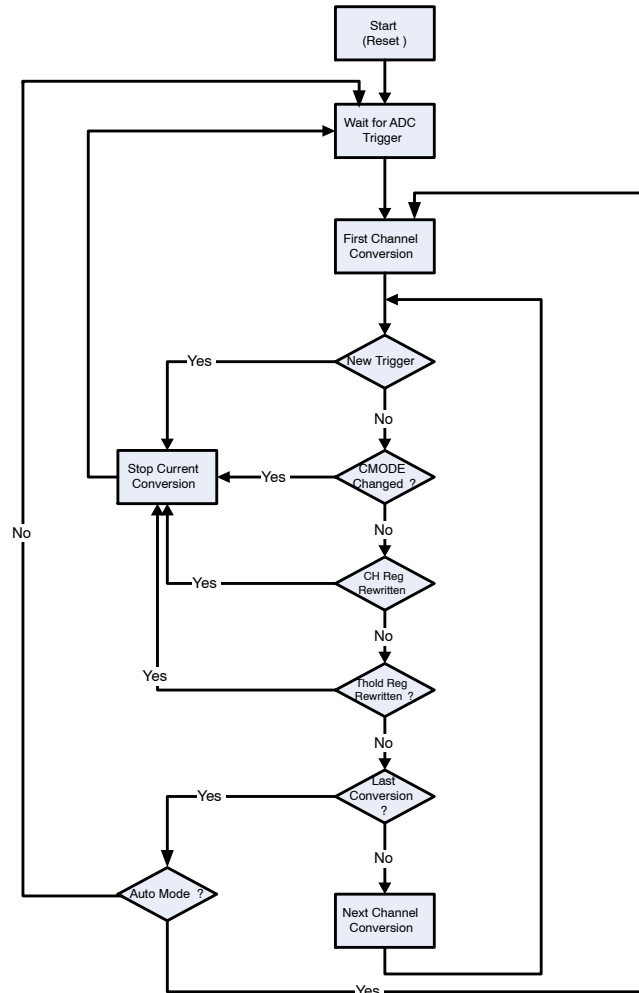 Start
(Reset )
Wait for ADC
Trigger
First Channel
Conversion
New Trigger
Yes
No
Stop Current
Conversion
Yes
CMODE
Changed ?
No
No
Yes
CH Reg
Rewritten
No
Yes
Thold Reg
Rewritten ?
No
Yes
Last
Conversion
?
No
Auto Mode ?
Next Channel
Conversion
Yes